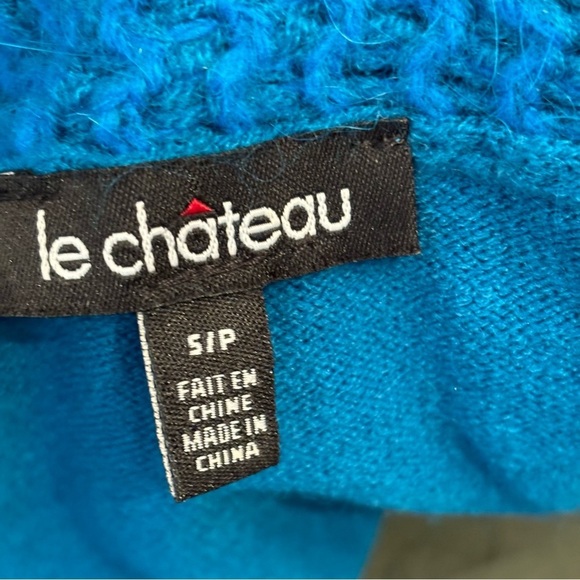 le château
S/P
FAIT EN
CHINE
MADE IN
CHINA